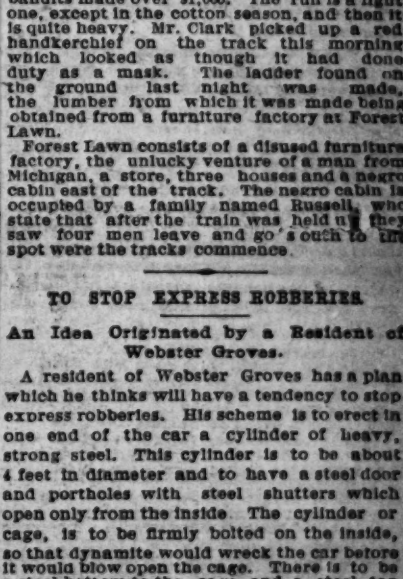 bandits made over $1,000. The run is a light
one, except in the cotton season, and then it
is quite heavy. Mr. Clark picked up a red
handkerchief on the track this morning
which looked as though it had done
duty as a mask. The ladder found on
the ground last night was made,
the lumber from which it was made being
obtained from a furniture factory at Forest
Lawn.
Forest Lawn consists of a disused furniture
factory, the unlucky venture of a man from
Michigan, a store, three houses and a negro
cabin east of the track. The negro cabin is
occupied by a family named Russell, who
state that after the train was held up they
saw four men leave and go south to the
spot were the tracks commence.
TO STOP EXPRESS ROBBERIES
An Idea Originated by a Resident of
Webster Groves.
A resident of Webster Groves has a plan
which he thinks will have a tendency to stop
express robberies. His scheme is to erect in
one end of the car a cylinder of heavy,
strong steel. This cylinder is to be about
4 feet in diameter and to have a steel door
and portholes with steel shutters which
open only from the inside. The cylinder or
cage, is to be firmly bolted on the inside,
so that dynamite would wreck the car before
it would blow open the cage. There is to be